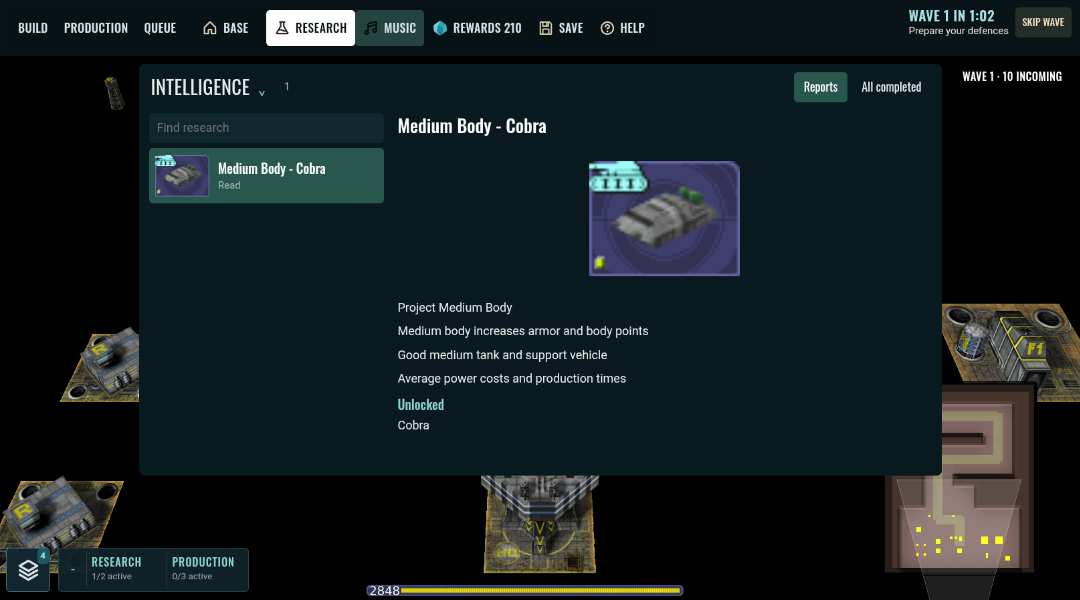 BUILD PRODUCTION QUEUE BASE RESEARCH MUSIC REWARDS 210 SAVE HELP
WAVE 1 IN 1:02
Prepare your defences
SKIP WAVE
WAVE 1 · 10 INCOMING
INTELLIGENCE 1
Reports All completed
Find research
Medium Body - Cobra
Read
Medium Body - Cobra
Project Medium Body
Medium body increases armor and body points
Good medium tank and support vehicle
Average power costs and production times
Unlocked
Cobra
R
F1
R
HQ
4
-
RESEARCH
1/2 active
PRODUCTION
0/3 active
2848